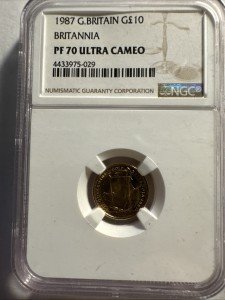 1987 G.BRITAIN G£10
BRITANNIA
PF 70 ULTRA CAMEO
4433975-029
NUMISMATIC GUARANTY CORPORATION
NGC